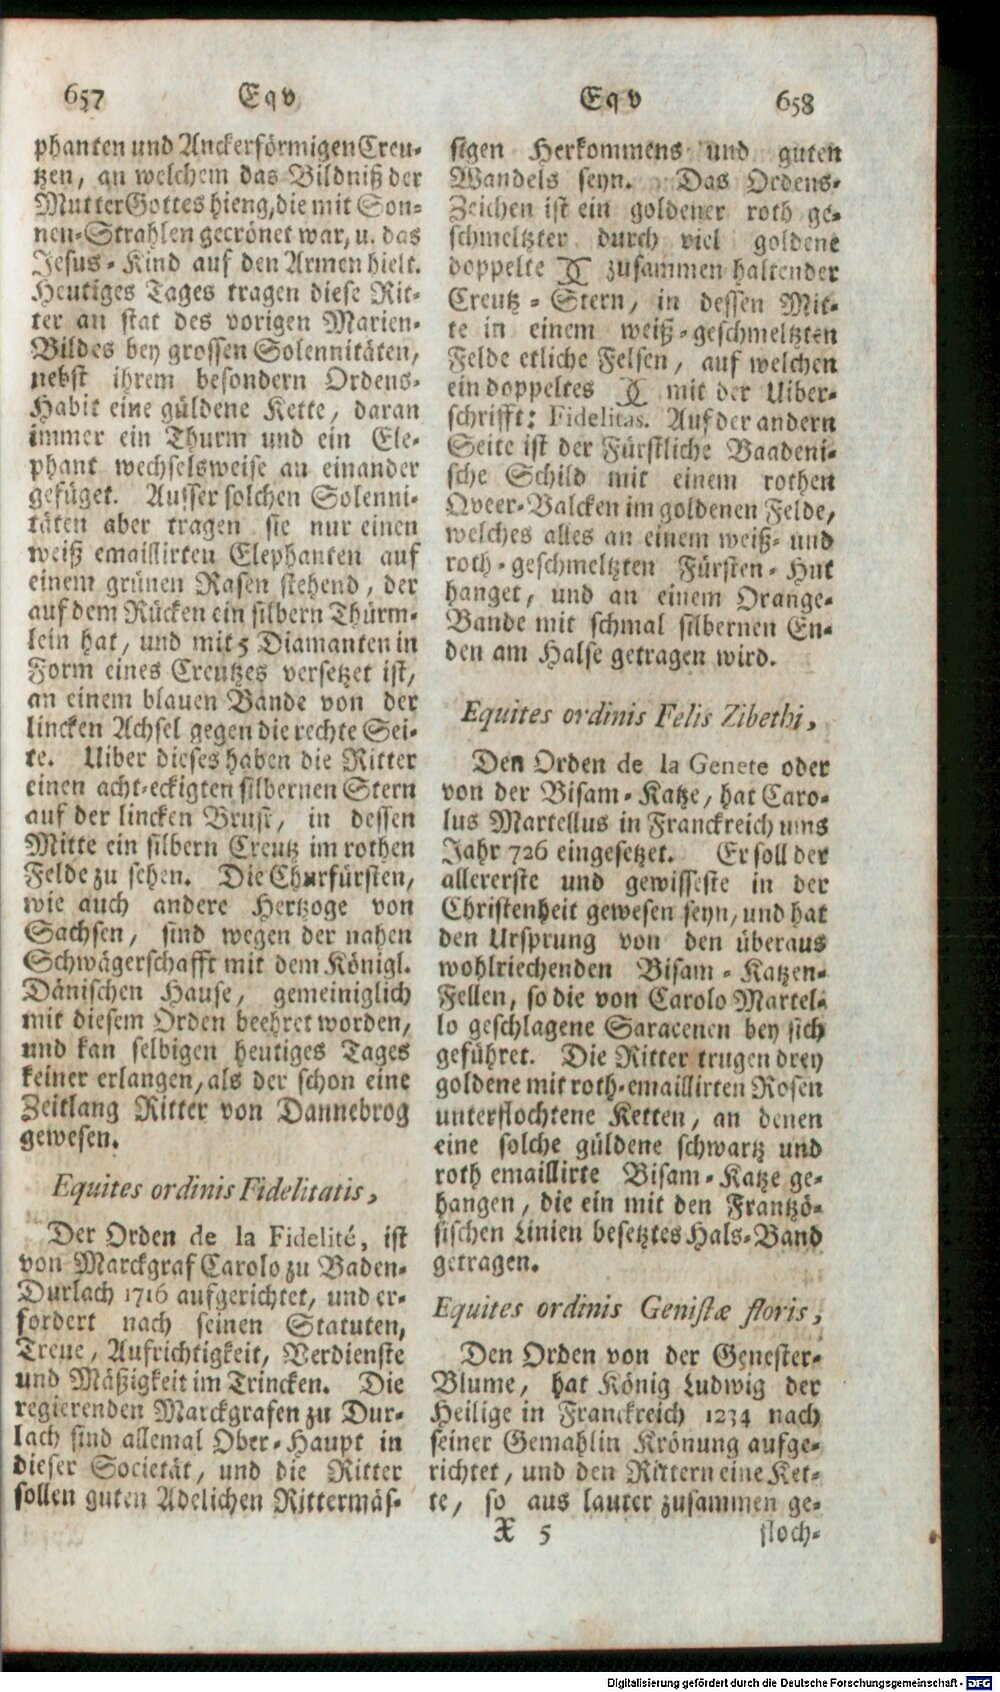 657 Eqv
phanten und Anckerförmigen Creu-
tzen, an welchem das Bildniß der
Mutter Gottes hieng, die mit Son-
nen-Strahlen gecrönet war, u. das
Jesus-Kind auf den Armen hielt.
Heutiges Tages tragen diese Rit-
ter an stat des vorigen Marien-
Bildes bey grossen Solennitäten,
nebst ihrem besondern Ordens-
Habit eine güldene Kette, daran
immer ein Thurm und ein Ele-
phant wechselsweise an einander
gefüget. Ausser solchen Solenni-
täten aber tragen sie nur einen
weiß emaillirten Elephanten auf
einem grünen Rasen stehend, der
auf dem Rücken ein silbern Thürm-
lein hat, und mit 5 Diamanten in
Form eines Creutzes versetzet ist,
an einem blauen Bande von der
lincken Achsel gegen die rechte Sei-
te. Uiber dieses haben die Ritter
einen acht-eckigten silbernen Stern
auf der lincken Brust, in dessen
Mitte ein silbern Creutz im rothen
Felde zu sehen. Die Churfürsten,
wie auch andere Hertzoge von
Sachsen, sind wegen der nahen
Schwägerschafft mit dem Königl.
Dänischen Hause, gemeiniglich
mit diesem Orden beehret worden,
und kan selbigen heutiges Tages
keiner erlangen, als der schon eine
Zeitlang Ritter von Dannebrog
gewesen.
Equites ordinis Fidelitatis,
Der Orden de la Fidelité, ist
von Marckgraf Carolo zu Baden-
Durlach 1716 aufgerichtet, und er-
fordert nach seinen Statuten,
Treue, Aufrichtigkeit, Verdienste
und Mäßigkeit im Trincken. Die
regierenden Marckgrafen zu Dur-
lach sind allemal Ober-Haupt in
dieser Societät, und die Ritter
sollen guten Adelichen Rittermäs-
Eqv 658
sigen Herkommens und guten
Wandels seyn. Das Ordens-
Zeichen ist ein goldener roth ge-
schmeltzter durch viel goldene
doppelte C zusammen haltender
Creutz-Stern, in dessen Mit-
te in einem weiß-geschmeltzten
Felde etliche Felsen, auf welchen
ein doppeltes C mit der Uiber-
schrifft: Fidelitas. Auf der andern
Seite ist der Fürstliche Baadeni-
sche Schild mit einem rothen
Qveer-Balcken im goldenen Felde,
welches alles an einem weiß- und
roth-geschmeltzten Fürsten-Hut
hanget, und an einem Orange-
Bande mit schmal silbernen En-
den am Halse getragen wird.
Equites ordinis Felis Zibethi,
Den Orden de la Genete oder
von der Bisam-Katze, hat Caro-
lus Martellus in Franckreich ums
Jahr 726 eingesetzet. Er soll der
allererste und gewisseste in der
Christenheit gewesen seyn, und hat
den Ursprung von den überaus
wohlriechenden Bisam-Katzen-
Fellen, so die von Carolo Martel-
lo geschlagene Saracenen bey sich
geführet. Die Ritter trugen drey
goldene mit roth-emaillirten Rosen
unterflochtene Ketten, an denen
eine solche güldene schwartz und
roth emaillirte Bisam-Katze ge-
hangen, die ein mit den Frantzö-
sischen Linien besetztes Hals-Band
getragen.
Equites ordinis Genistæ floris,
Den Orden von der Genester-
Blume, hat König Ludwig der
Heilige in Franckreich 1234 nach
seiner Gemahlin Krönung aufge-
richtet, und den Rittern eine Ket-
te, so aus lauter zusammen ge-
X 5 floch-
Digitalisierung gefördert durch die Deutsche Forschungsgemeinschaft - DFG